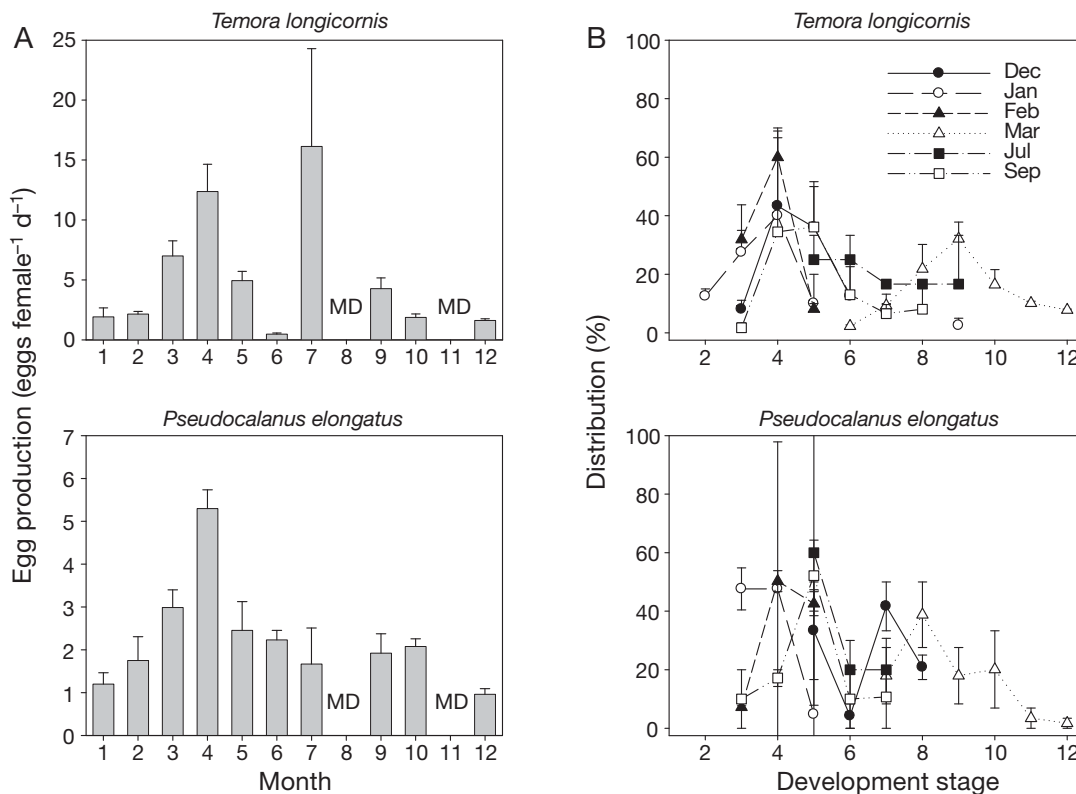 A
Temora longicornis
25
20
15
10
5
0
MD
MD
1 2 3 4 5 6 7 8 9 10 11 12
Pseudocalanus elongatus
7
6
5
4
3
2
1
0
MD
MD
1 2 3 4 5 6 7 8 9 10 11 12
Month
Egg production (eggs female⁻¹ d⁻¹)
B
Temora longicornis
100
80
60
40
20
0
Dec
Jan
Feb
Mar
Jul
Sep
2 4 6 8 10 12
Pseudocalanus elongatus
100
80
60
40
20
0
2 4 6 8 10 12
Development stage
Distribution (%)